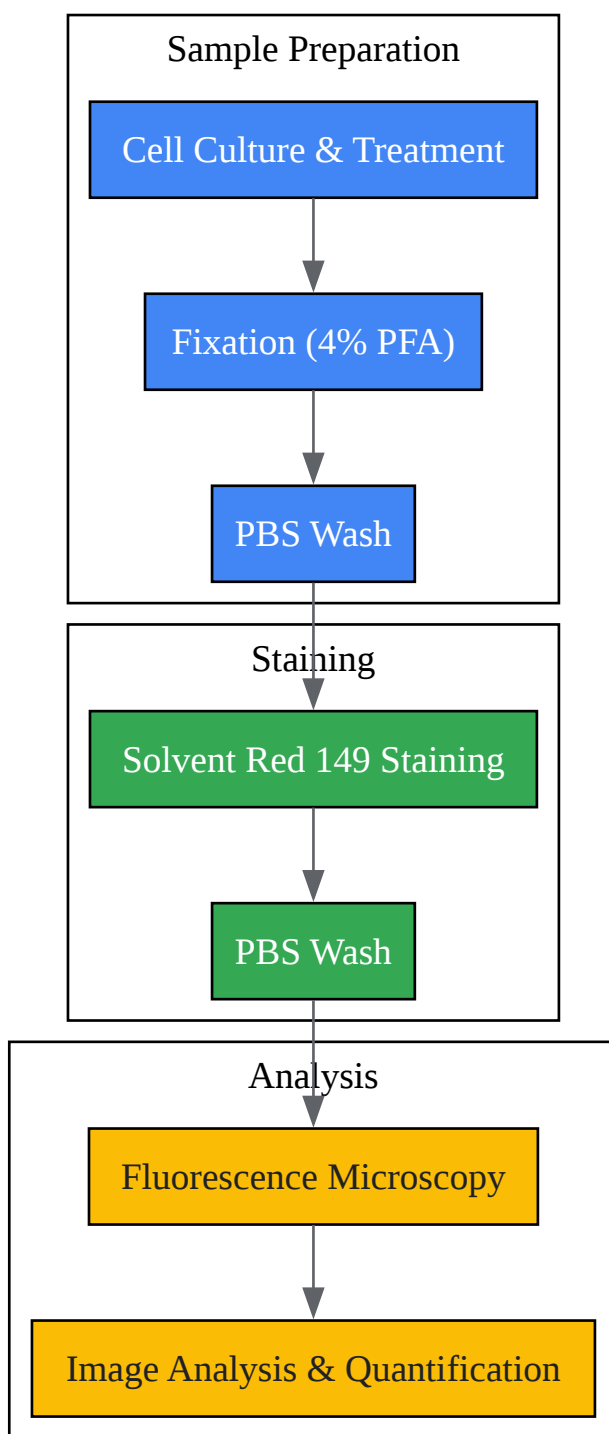 Sample Preparation
Cell Culture & Treatment
Fixation (4% PFA)
PBS Wash
Staining
Solvent Red 149 Staining
PBS Wash
Analysis
Fluorescence Microscopy
Image Analysis & Quantification